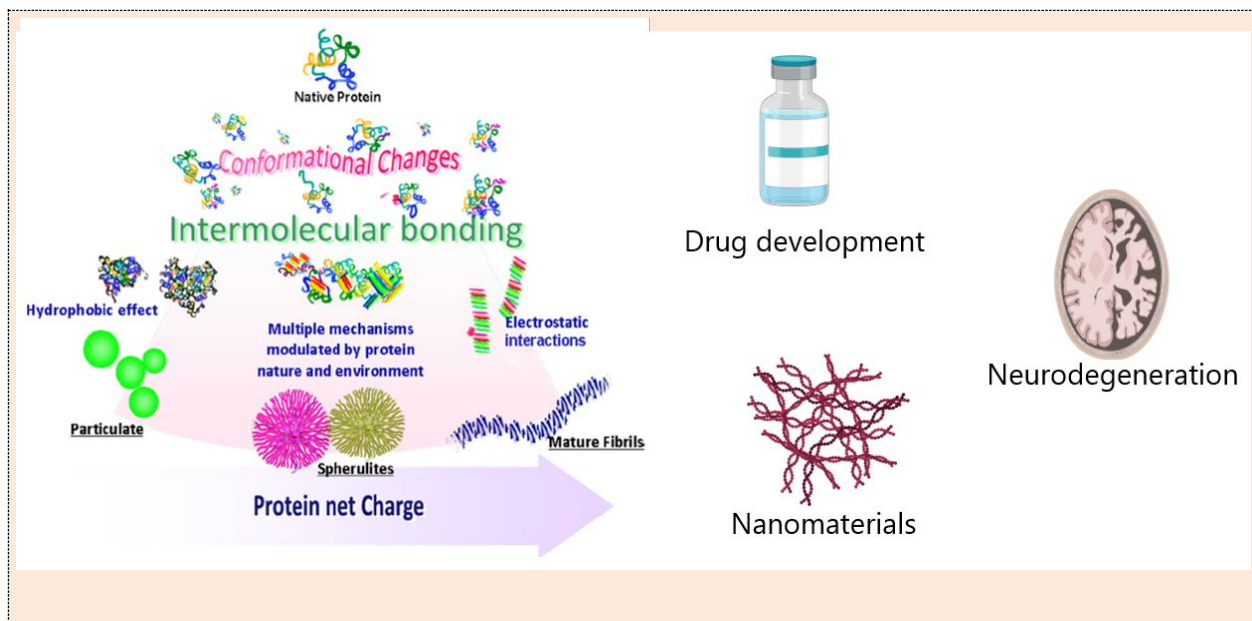 Native Protein
Conformational Changes
Intermolecular bonding
Hydrophobic effect
Multiple mechanisms
modulated by protein
nature and environment
Electrostatic
interactions
Particulate
Spherulites
Mature Fibrils
Protein net Charge
Drug development
Neurodegeneration
Nanomaterials